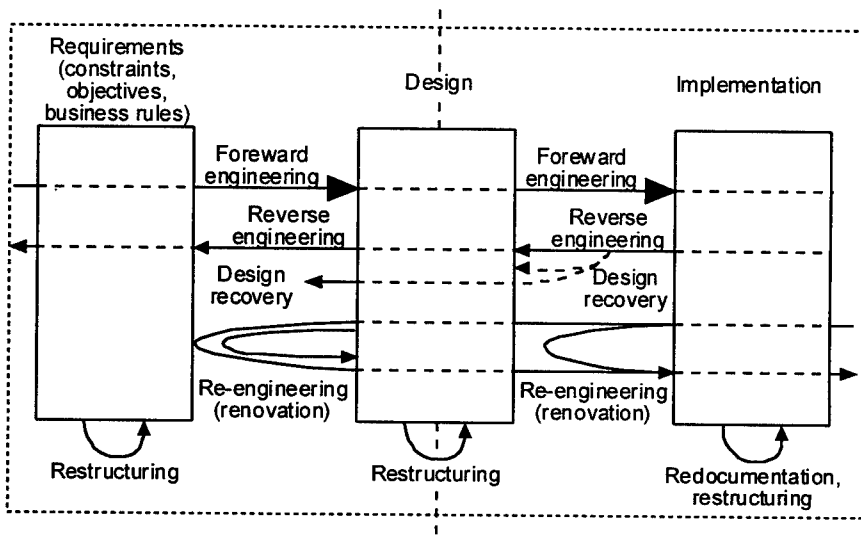 Requirements
(constraints,
objectives,
business rules)
Design
Implementation
Foreward
engineering
Foreward
engineering
Reverse
engineering
Reverse
engineering
Design
recovery
Design
recovery
Re-engineering
(renovation)
Re-engineering
(renovation)
Restructuring
Restructuring
Redocumentation,
restructuring